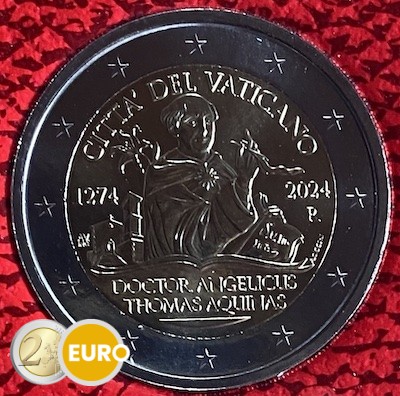 CITTA' DEL VATICANO
1274
2024
R
DOCTOR ANGELICUS
THOMAS AQUINAS
2 EURO